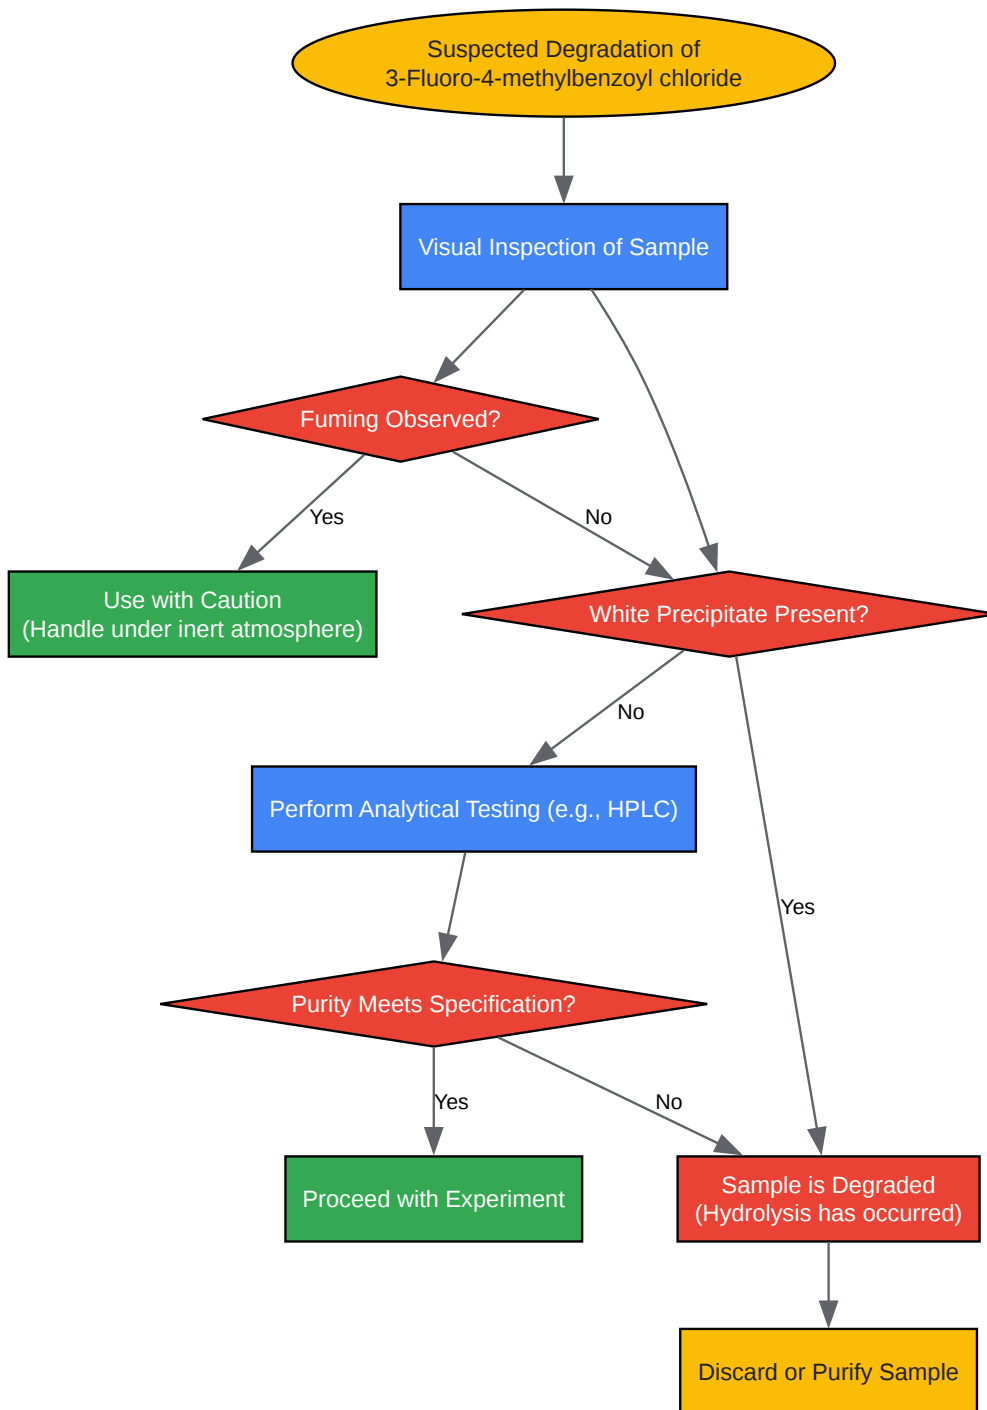 Suspected Degradation of
3-Fluoro-4-methylbenzoyl chloride
Visual Inspection of Sample
Fuming Observed?
Yes
No
Use with Caution
(Handle under inert atmosphere)
White Precipitate Present?
No
Perform Analytical Testing (e.g., HPLC)
Yes
Purity Meets Specification?
Yes
No
Proceed with Experiment
Sample is Degraded
(Hydrolysis has occurred)
Discard or Purify Sample